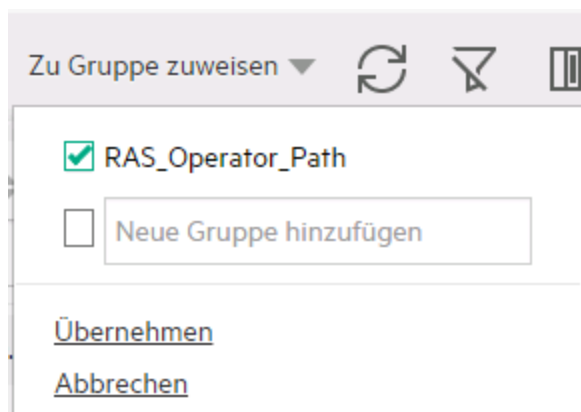 Zu Gruppe zuweisen
RAS_Operator_Path
Neue Gruppe hinzufügen
Übernehmen
Abbrechen